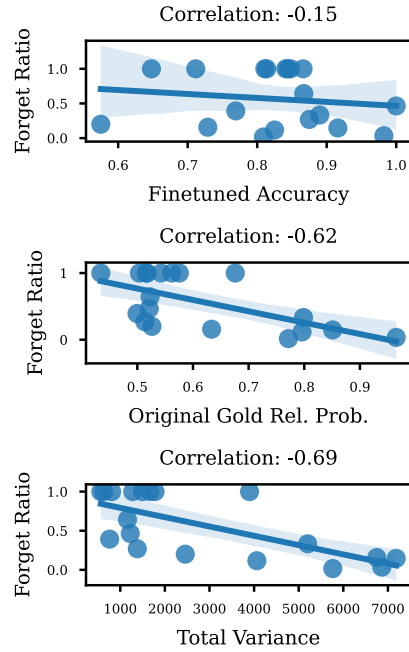 Correlation: -0.15
Forget Ratio
1.0
0.5
0.0
0.6 0.7 0.8 0.9 1.0
Finetuned Accuracy
Correlation: -0.62
Forget Ratio
1
0
0.5 0.6 0.7 0.8 0.9
Original Gold Rel. Prob.
Correlation: -0.69
Forget Ratio
1.0
0.5
0.0
1000 2000 3000 4000 5000 6000 7000
Total Variance